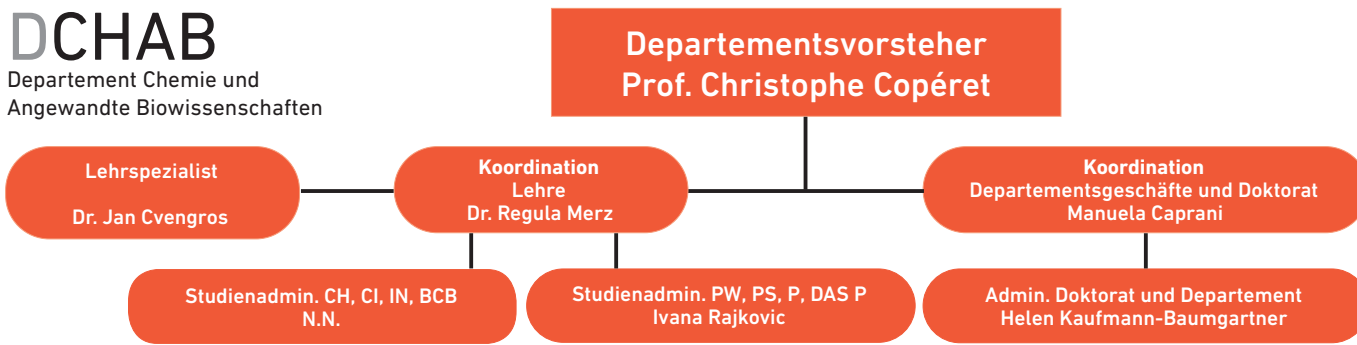 DCHAB
Departement Chemie und
Angewandte Biowissenschaften
Departementsvorsteher
Prof. Christophe Copéret
Lehrspezialist
Dr. Jan Cvengros
Koordination
Lehre
Dr. Regula Merz
Koordination
Departementsgeschäfte und Doktorat
Manuela Caprani
Studienadmin. CH, CI, IN, BCB
N.N.
Studienadmin. PW, PS, P, DAS P
Ivana Rajkovic
Admin. Doktorat und Departement
Helen Kaufmann-Baumgartner